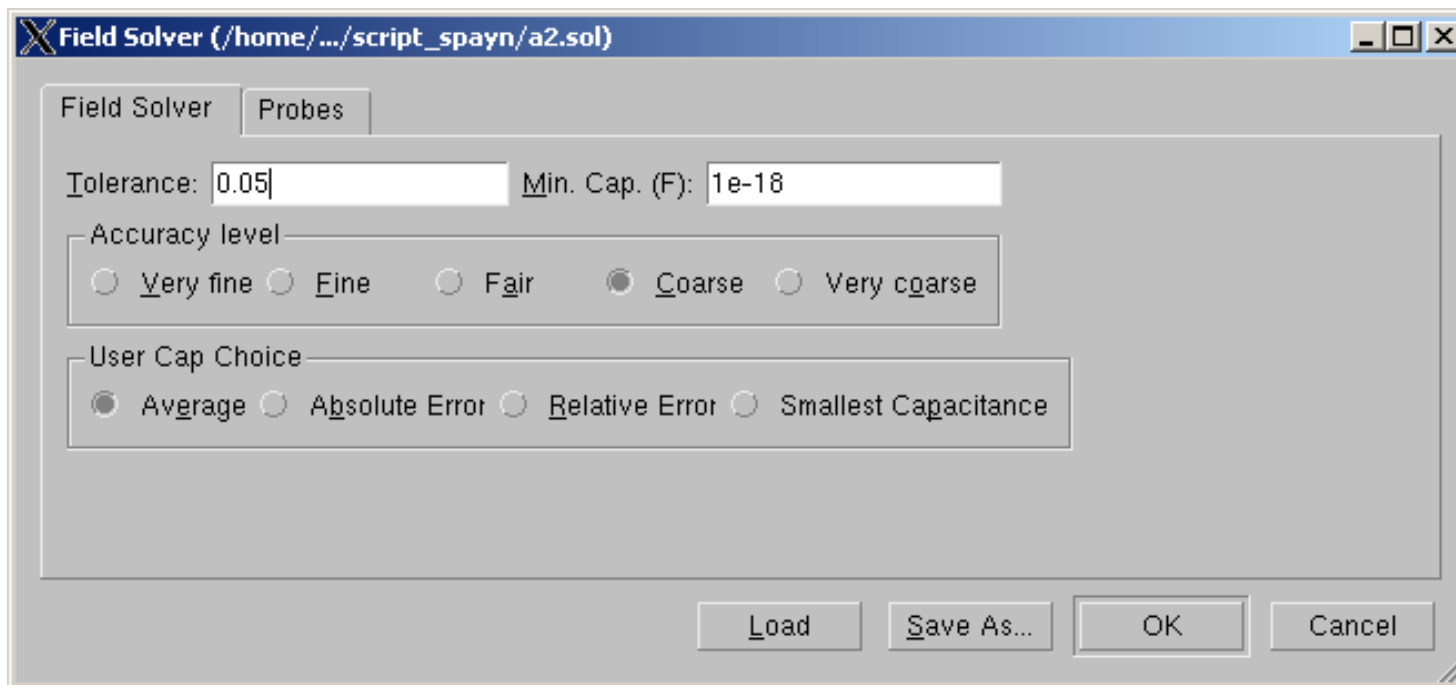 Field Solver (/home/.../script_spayn/a2.sol)
Field Solver Probes
Tolerance: 0.05 Min. Cap. (F): 1e-18
Accuracy level
Very fine Fine Fair Coarse Very coarse
User Cap Choice
Average Absolute Error Relative Error Smallest Capacitance
Load Save As... OK Cancel